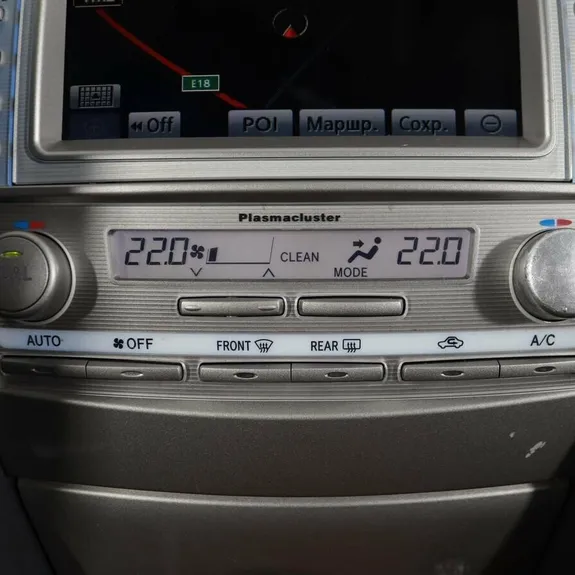 E18
Off
POI Маршр. Сохр.
Plasmacluster
22.0 CLEAN MODE 22.0
AUTO OFF FRONT REAR A/C